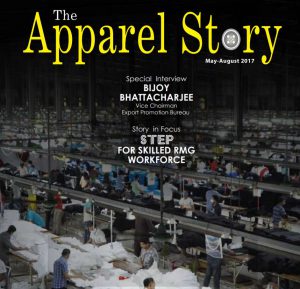 The
Apparel Story
May-August 2017
Special Interview
BIJOY
BHATTACHARJEE
Vice Chairman
Export Promotion Bureau
Story in Focus
STEP
FOR SKILLED RMG
WORKFORCE